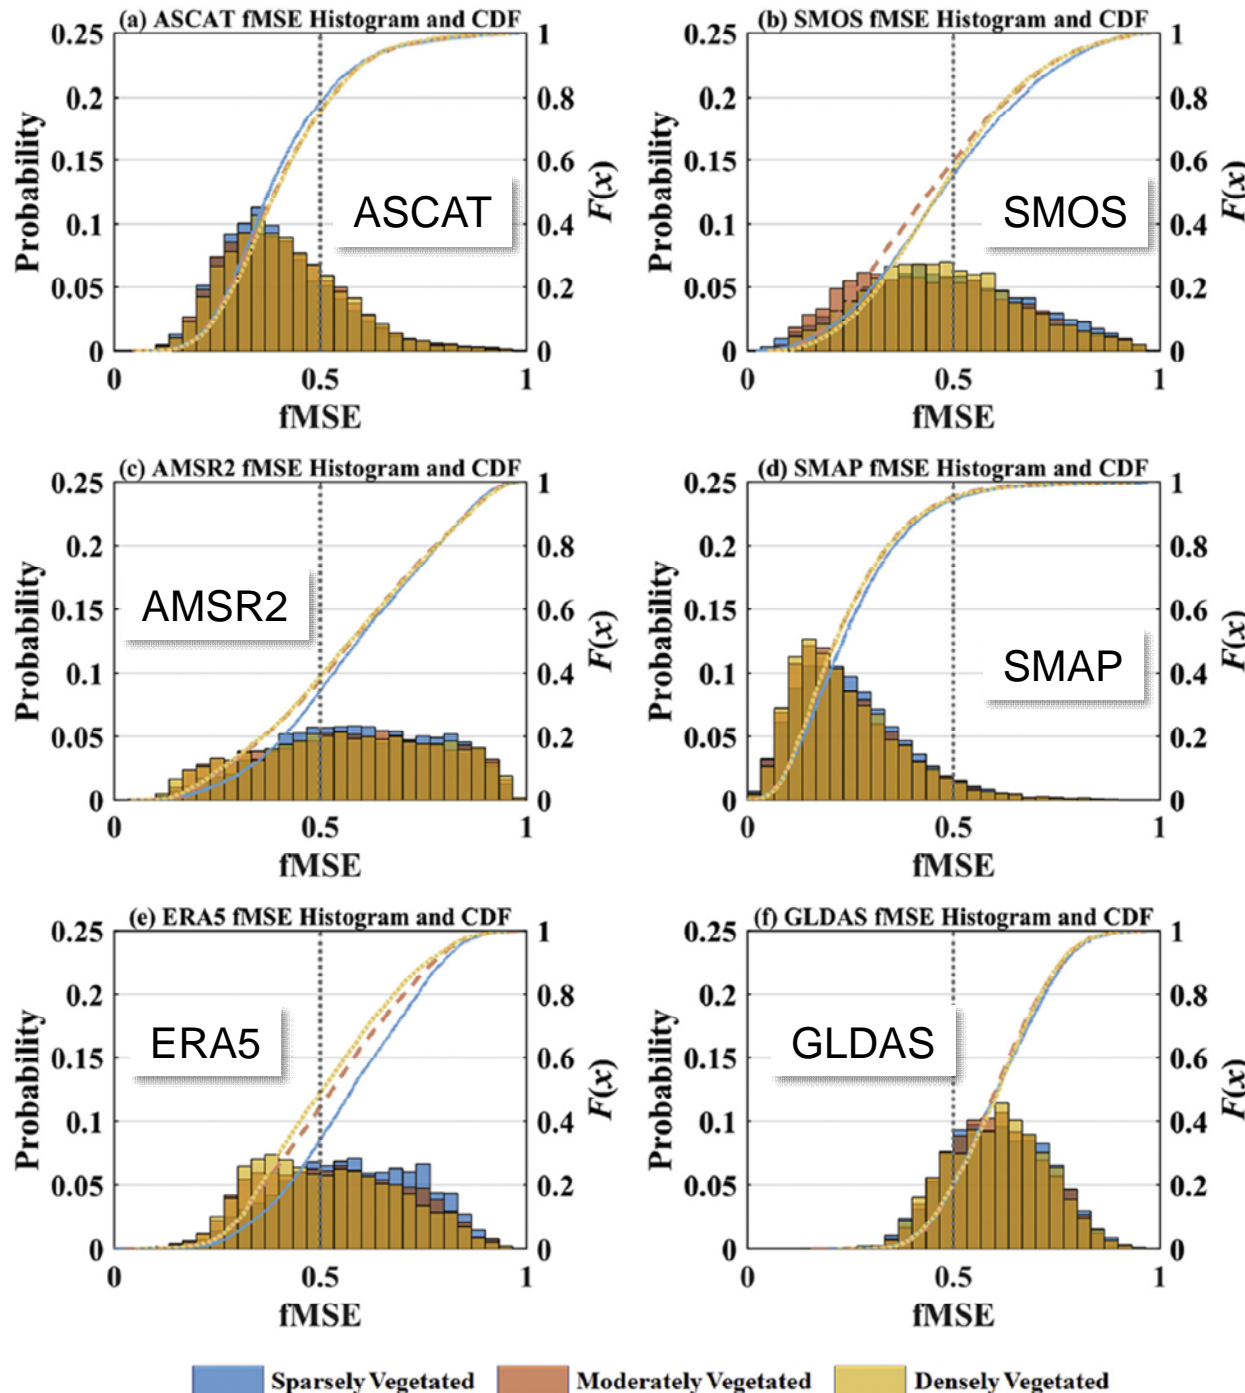 (a) ASCAT fMSE Histogram and CDF
0.25
0.2
0.15
0.1
0.05
0
Probability
1
0.8
0.6
0.4
0.2
0
F(x)
ASCAT
0
0.5
1
fMSE
(b) SMOS fMSE Histogram and CDF
0.25
0.2
0.15
0.1
0.05
0
Probability
1
0.8
0.6
0.4
0.2
0
F(x)
SMOS
0
0.5
1
fMSE
(c) AMSR2 fMSE Histogram and CDF
0.25
0.2
0.15
0.1
0.05
0
Probability
1
0.8
0.6
0.4
0.2
0
F(x)
AMSR2
0
0.5
1
fMSE
(d) SMAP fMSE Histogram and CDF
0.25
0.2
0.15
0.1
0.05
0
Probability
1
0.8
0.6
0.4
0.2
0
F(x)
SMAP
0
0.5
1
fMSE
(e) ERA5 fMSE Histogram and CDF
0.25
0.2
0.15
0.1
0.05
0
Probability
1
0.8
0.6
0.4
0.2
0
F(x)
ERA5
0
0.5
1
fMSE
(f) GLDAS fMSE Histogram and CDF
0.25
0.2
0.15
0.1
0.05
0
Probability
1
0.8
0.6
0.4
0.2
0
F(x)
GLDAS
0
0.5
1
fMSE
Sparsely Vegetated
Moderately Vegetated
Densely Vegetated